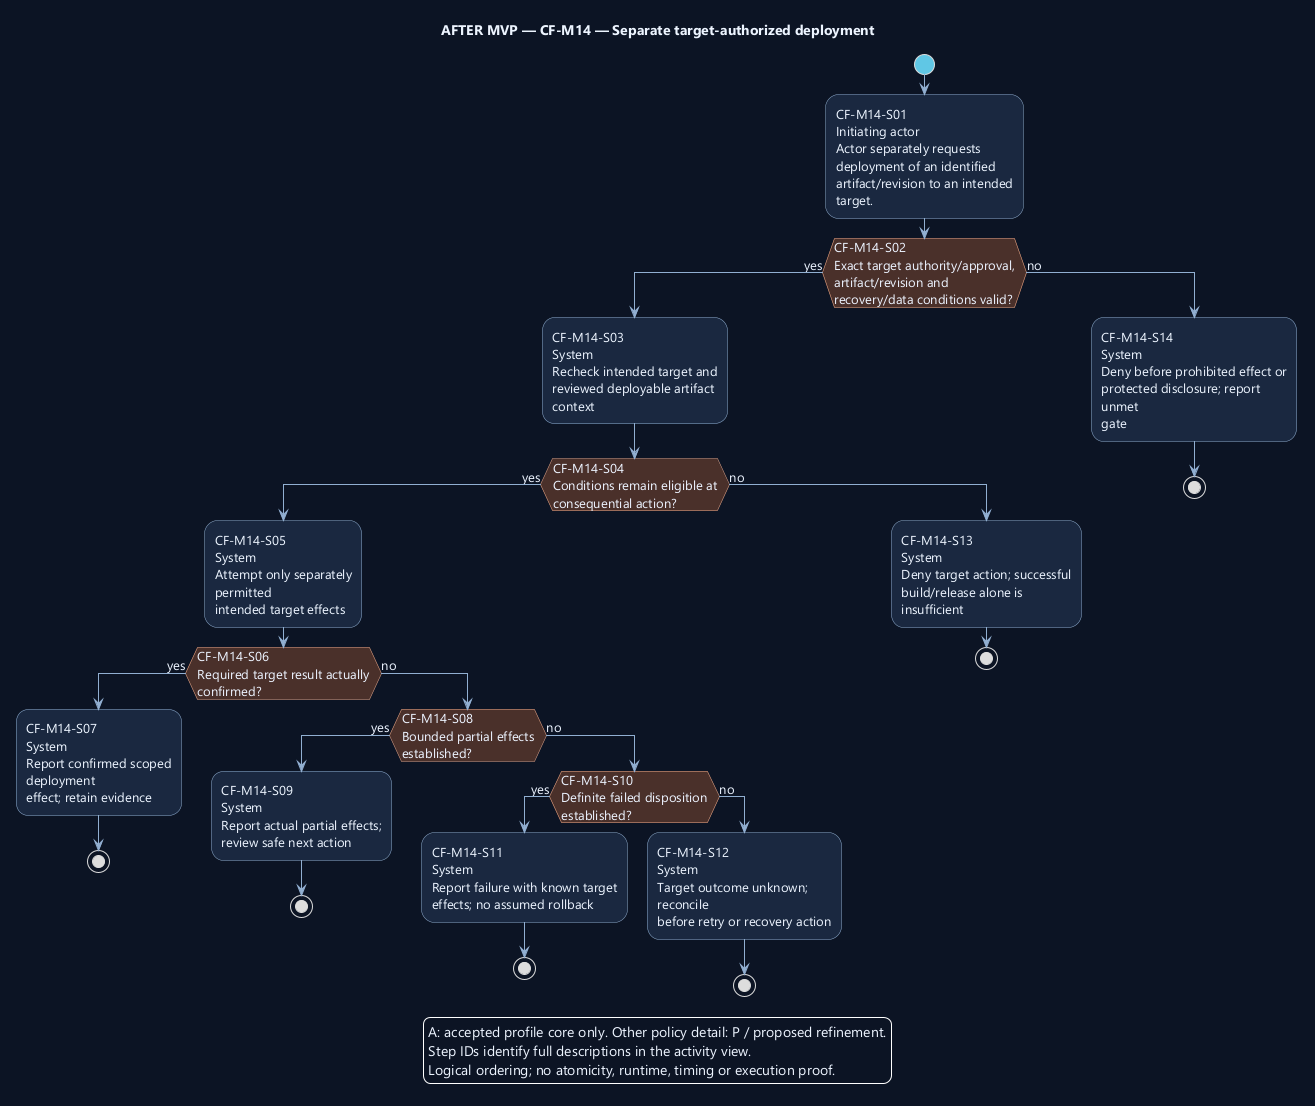 AFTER MVP — CF-M14 — Separate target-authorized deployment
CF-M14-S01
Initiating actor
Actor separately requests
deployment of an identified
artifact/revision to an intended
target.
CF-M14-S02
Exact target authority/approval,
artifact/revision and
recovery/data conditions valid?
yes
no
CF-M14-S03
System
Recheck intended target and
reviewed deployable artifact
context
CF-M14-S14
System
Deny before prohibited effect or
protected disclosure; report
unmet
gate
CF-M14-S04
Conditions remain eligible at
consequential action?
yes
no
CF-M14-S05
System
Attempt only separately
permitted
intended target effects
CF-M14-S13
System
Deny target action; successful
build/release alone is
insufficient
CF-M14-S06
Required target result actually
confirmed?
yes
no
CF-M14-S07
System
Report confirmed scoped
deployment
effect; retain evidence
CF-M14-S08
Bounded partial effects
established?
yes
no
CF-M14-S09
System
Report actual partial effects;
review safe next action
CF-M14-S10
Definite failed disposition
established?
yes
no
CF-M14-S11
System
Report failure with known target
effects; no assumed rollback
CF-M14-S12
System
Target outcome unknown;
reconcile
before retry or recovery action
A: accepted profile core only. Other policy detail: P / proposed refinement.
Step IDs identify full descriptions in the activity view.
Logical ordering; no atomicity, runtime, timing or execution proof.